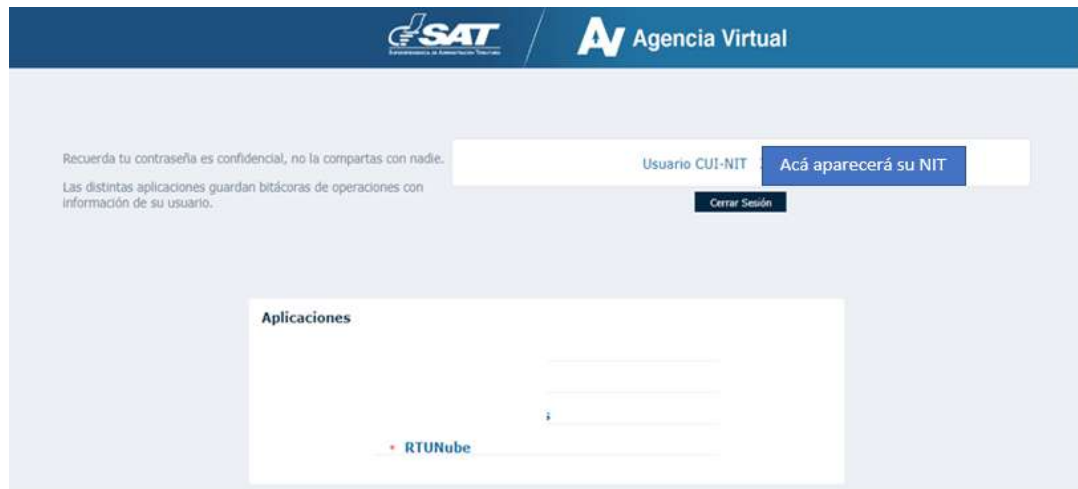 SAT
Agencia Virtual
Recuerda tu contraseña es confidencial, no la compartas con nadie.
Las distintas aplicaciones guardan bitácoras de operaciones con
información de su usuario.
Usuario CUI-NIT
Acá aparecerá su NIT
Cerrar Sesión
Aplicaciones
s
RTUNube